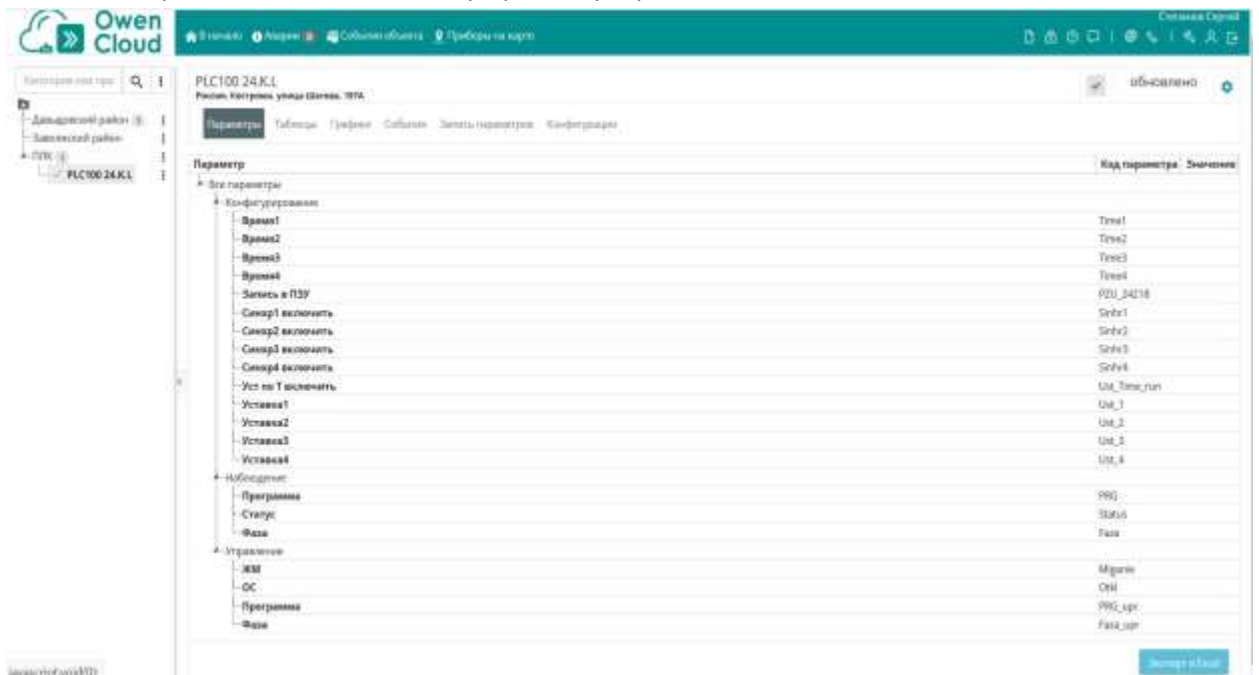 Owen Cloud
В начало Аварии События объекта Приборы на карте
PLC100 24.K.L
обновлено
Параметры Таблицы Графики События Запись параметров Конфигурация
Заволжский район
ПЛК
PLC100 24.K.L
Параметр Код параметра Значение
Все параметры
Конфигурирование
Время1 Time1
Время2 Time2
Время3 Time3
Время4 Time4
Запись в ПЗУ PZU_24218
Синхр1 включить Sinhr1
Синхр2 включить Sinhr2
Синхр3 включить Sinhr3
Синхр4 включить Sinhr4
Уст по Т включить Ust_Time_run
Уставка1 Ust_1
Уставка2 Ust_2
Уставка3 Ust_3
Уставка4 Ust_4
Наблюдение
Программа PRG
Статус Status
Фаза Faza
Управление
ЖМ Miganie
ОС Otkl
Программа PRG_upr
Фаза Faza_upr
Экспорт в Excel
javascript:void(0);